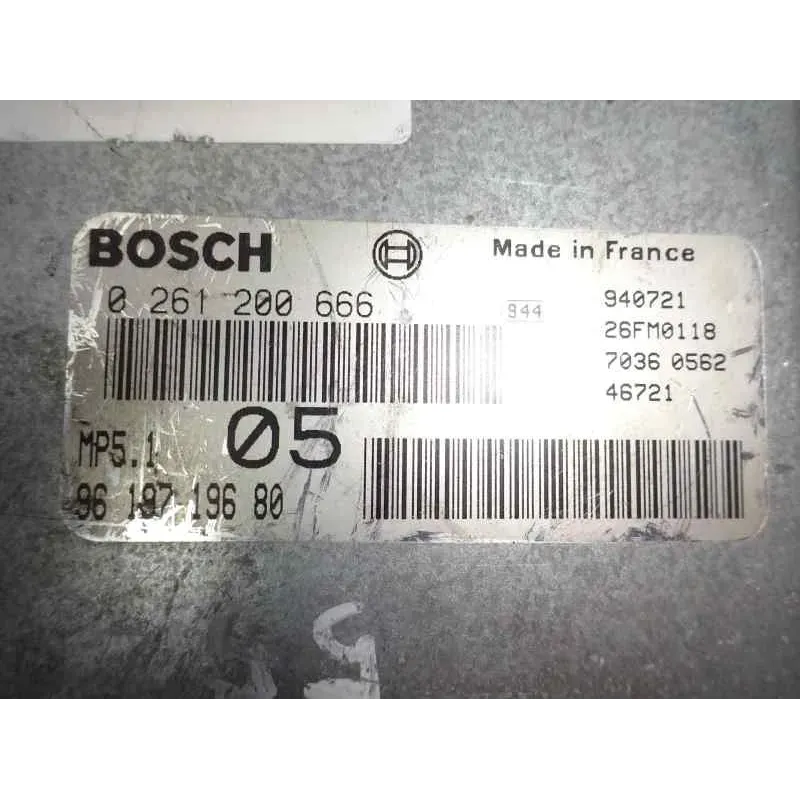 BOSCH Made in France
0 261 200 666 944 940721
26FM0118
7036 0562
46721
MP5.1 05
96 197 196 80